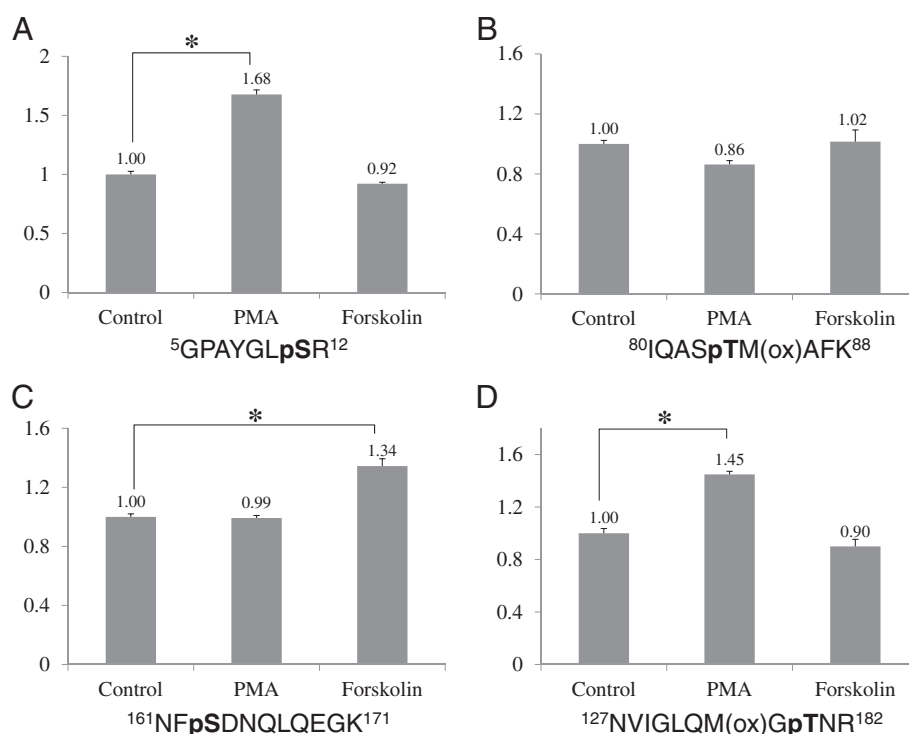 A
*
2
1.5
1
0.5
0
1.00
1.68
0.92
Control PMA Forskolin
⁵GPAYGLpSR¹²
B
1.6
1.2
0.8
0.4
0
1.00
0.86
1.02
Control PMA Forskolin
⁸⁰IQASpTM(ox)AFK⁸⁸
C
*
1.6
1.2
0.8
0.4
0
1.00
0.99
1.34
Control PMA Forskolin
¹⁶¹NFpSDNQLQEGK¹⁷¹
D
*
1.6
1.2
0.8
0.4
0
1.00
1.45
0.90
Control PMA Forskolin
¹²⁷NVIGLQM(ox)GpTNR¹⁸²